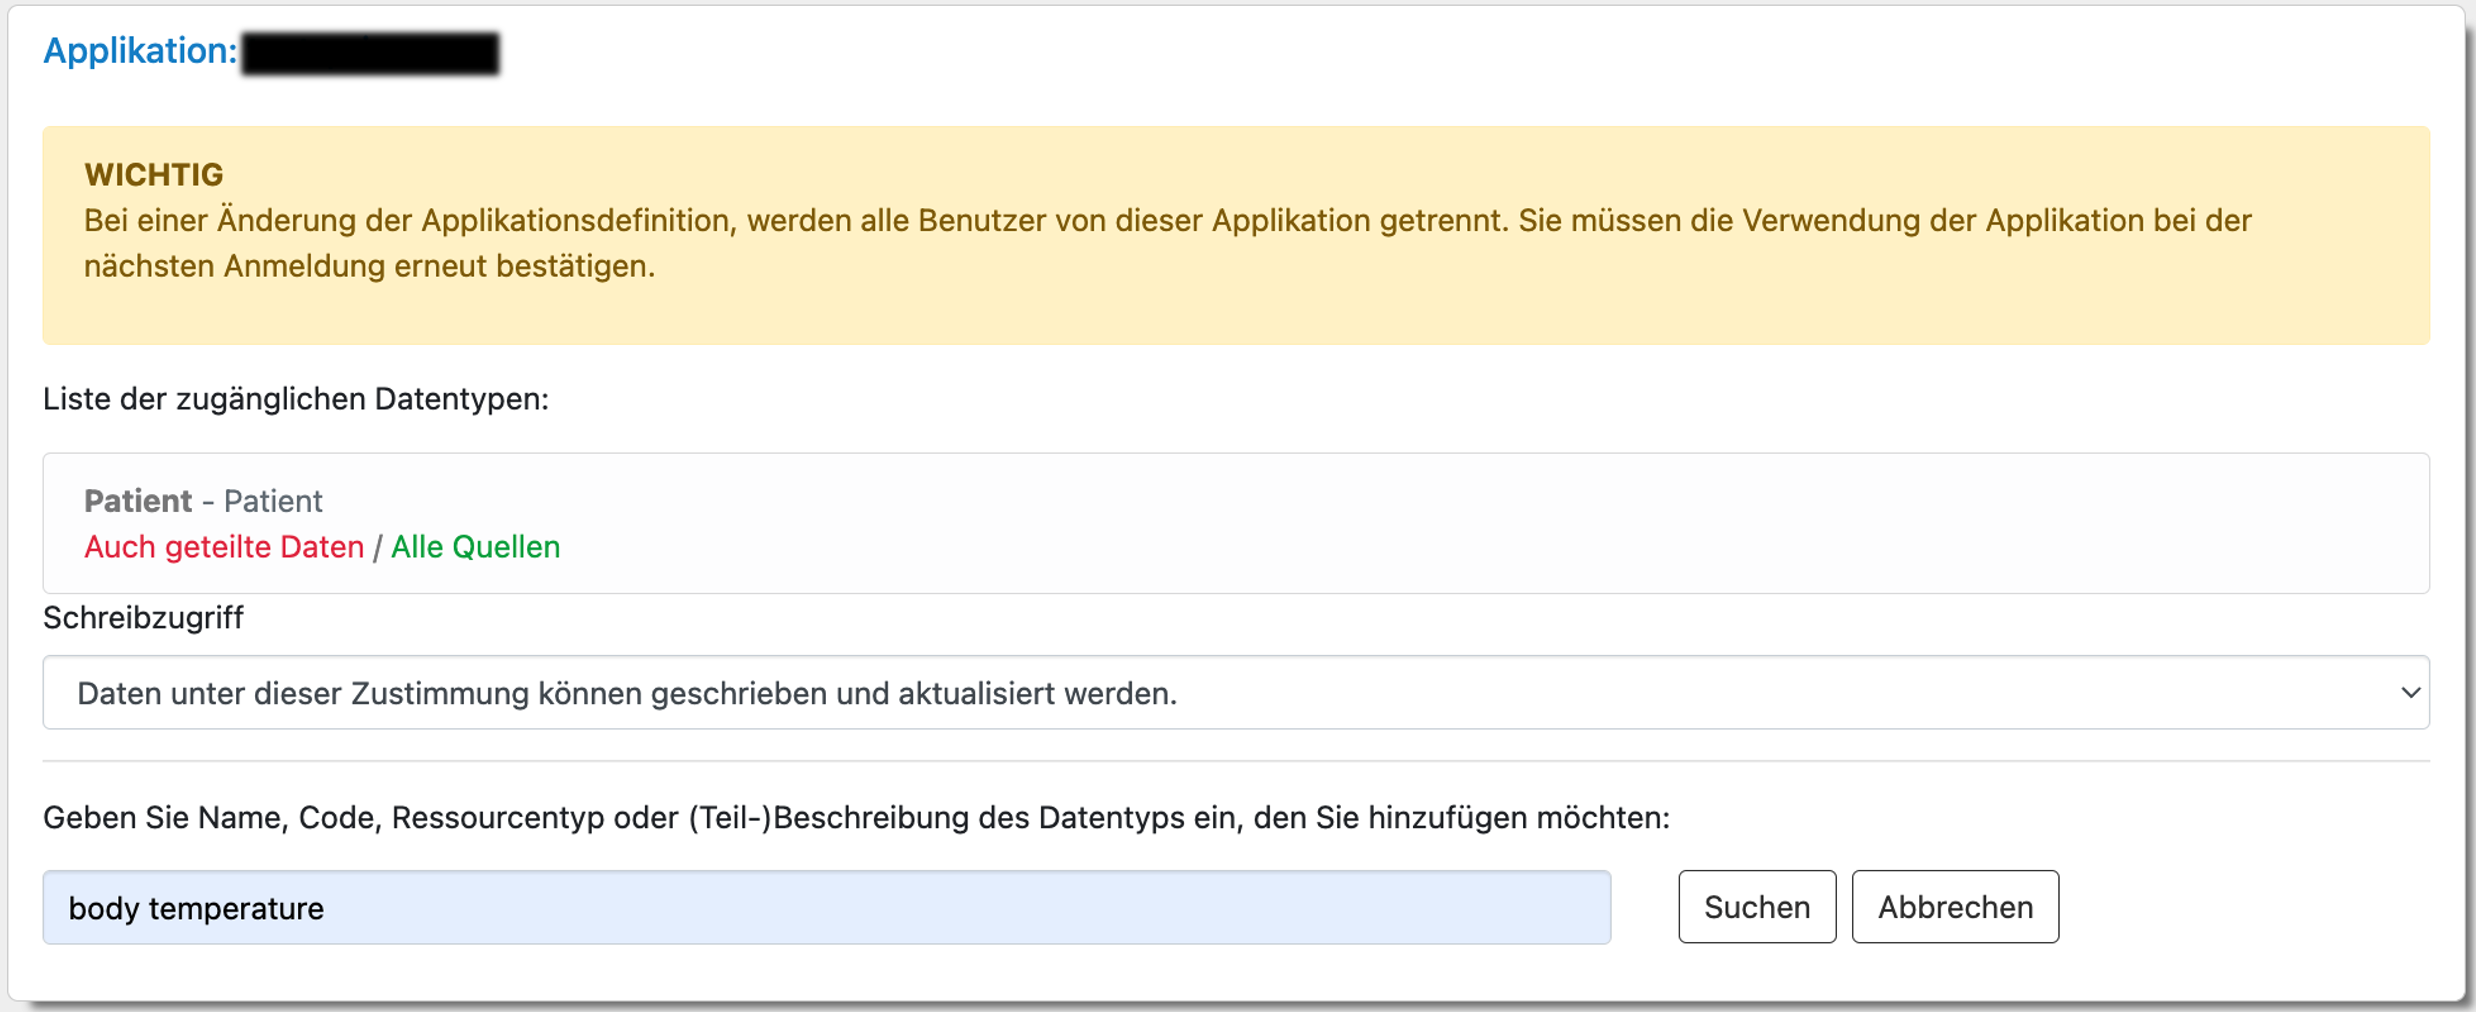 Applikation:
WICHTIG
Bei einer Änderung der Applikationsdefinition, werden alle Benutzer von dieser Applikation getrennt. Sie müssen die Verwendung der Applikation bei der
nächsten Anmeldung erneut bestätigen.
Liste der zugänglichen Datentypen:
Patient - Patient
Auch geteilte Daten / Alle Quellen
Schreibzugriff
Daten unter dieser Zustimmung können geschrieben und aktualisiert werden.
Geben Sie Name, Code, Ressourcentyp oder (Teil-)Beschreibung des Datentyps ein, den Sie hinzufügen möchten:
body temperature Suchen Abbrechen